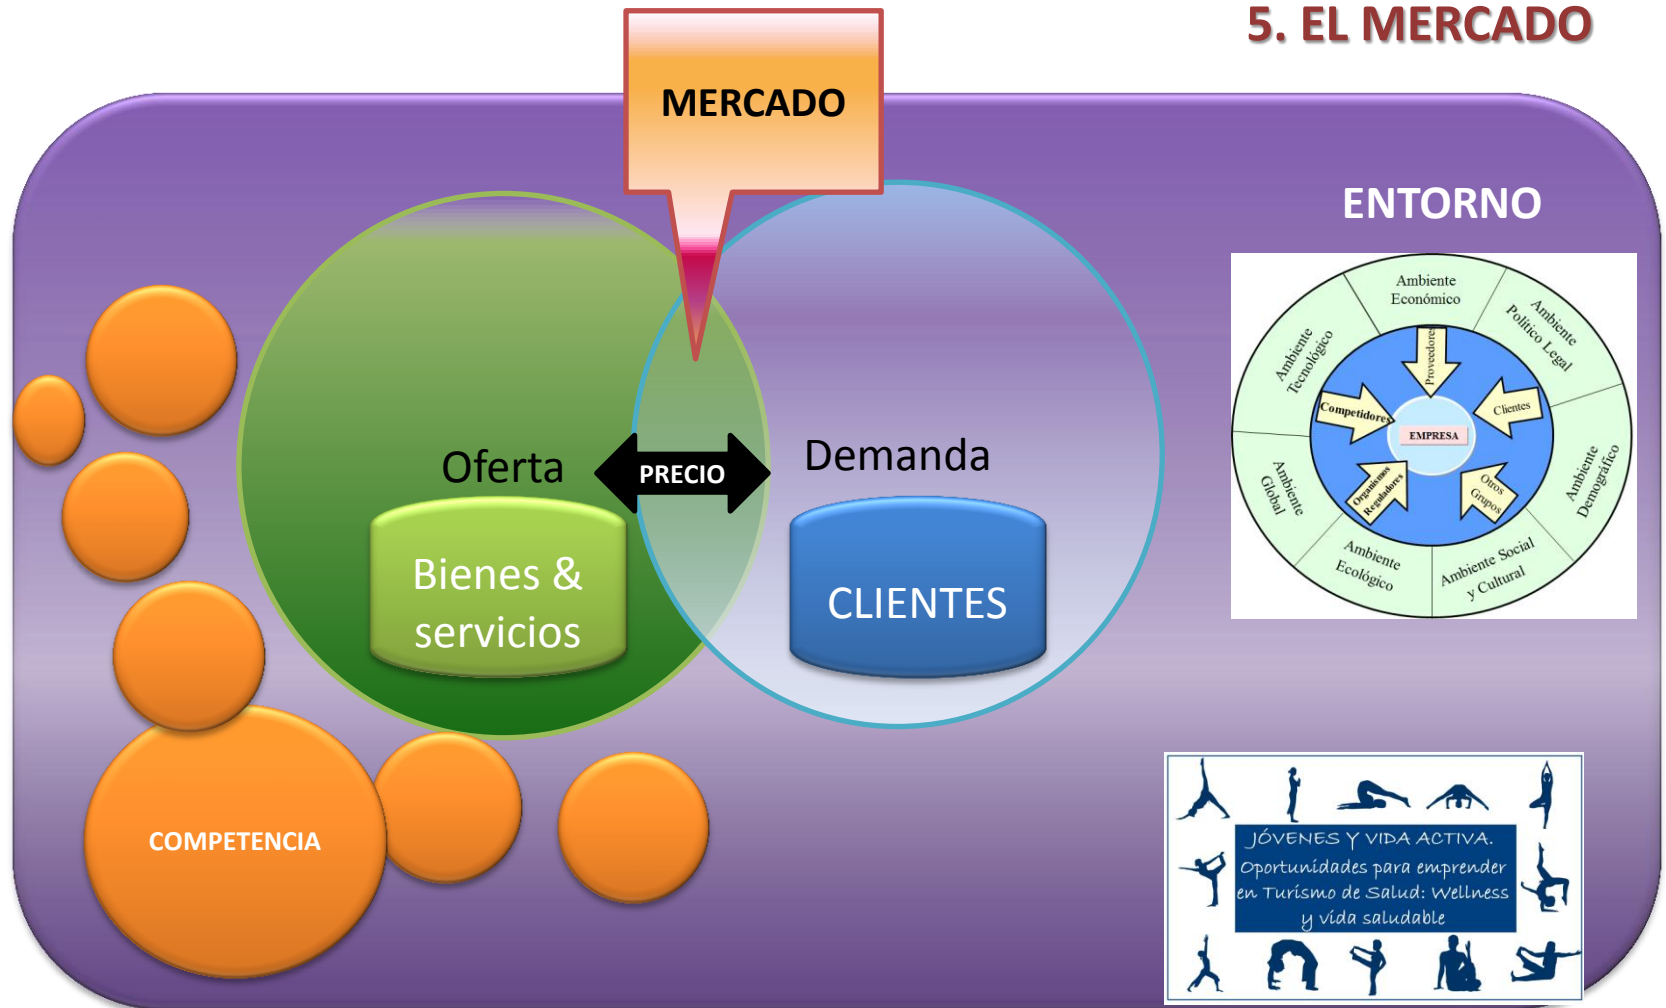 5. EL MERCADO
MERCADO
ENTORNO
Oferta
PRECIO
Demanda
Bienes &
servicios
CLIENTES
COMPETENCIA
Ambiente
Económico
Ambiente
Político Legal
Ambiente
Demográfico
Ambiente Social
y Cultural
Ambiente
Ecológico
Ambiente
Global
Ambiente
Tecnológico
Proveedores
Clientes
Otros
Grupos
Organismos
Reguladores
Competidores
EMPRESA
JÓVENES Y VIDA ACTIVA.
Oportunidades para emprender
en Turismo de Salud: Wellness
y vida saludable